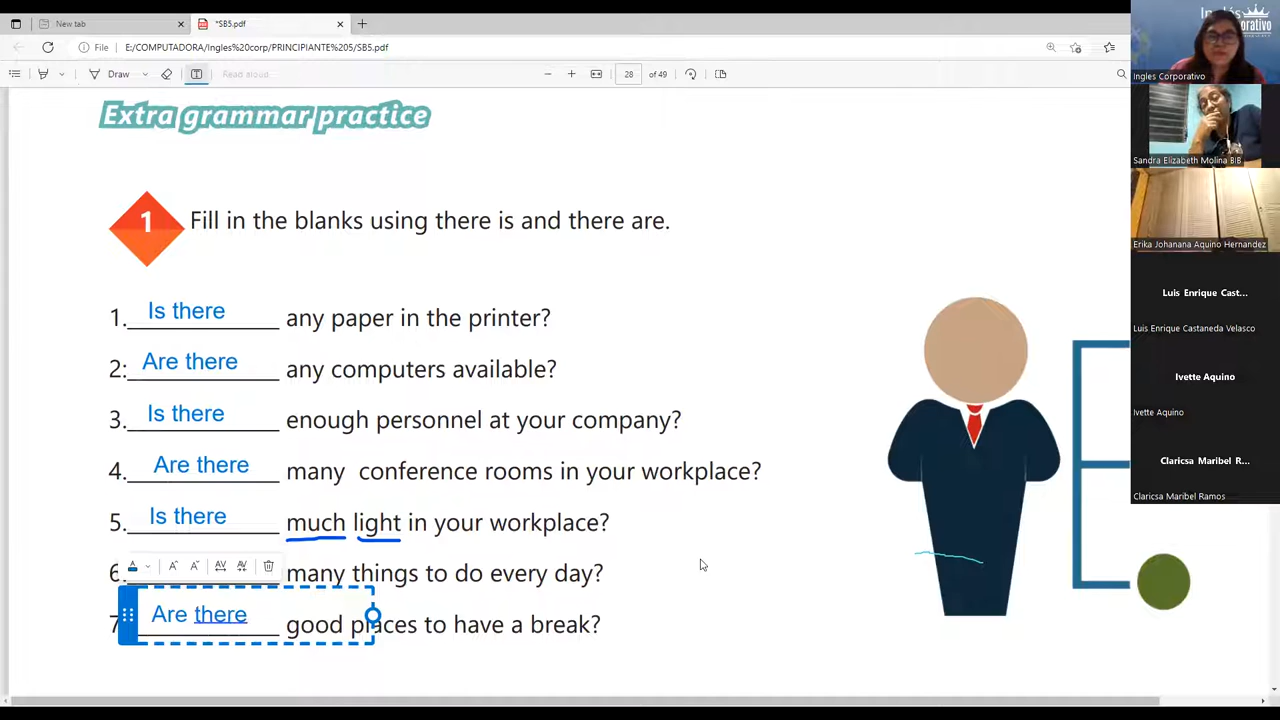 New tab
*SB5.pdf
File
E:/COMPUTADORA/Ingles%20corp/PRINCIPIANTE%205/SB5.pdf
Draw
Read aloud
28 of 49
Extra grammar practice
1 Fill in the blanks using there is and there are.
1. Is there any paper in the printer?
2: Are there any computers available?
3. Is there enough personnel at your company?
4. Are there many conference rooms in your workplace?
5. Is there much light in your workplace?
6 many things to do every day?
7 Are there good places to have a break?
Inglés
Ingles Corporativo
Sandra Elizabeth Molina BIB
Erika Johanana Aquino Hernandez
Luis Enrique Cast...
Luis Enrique Castaneda Velasco
Ivette Aquino
Ivette Aquino
Claricsa Maribel R...
Claricsa Maribel Ramos